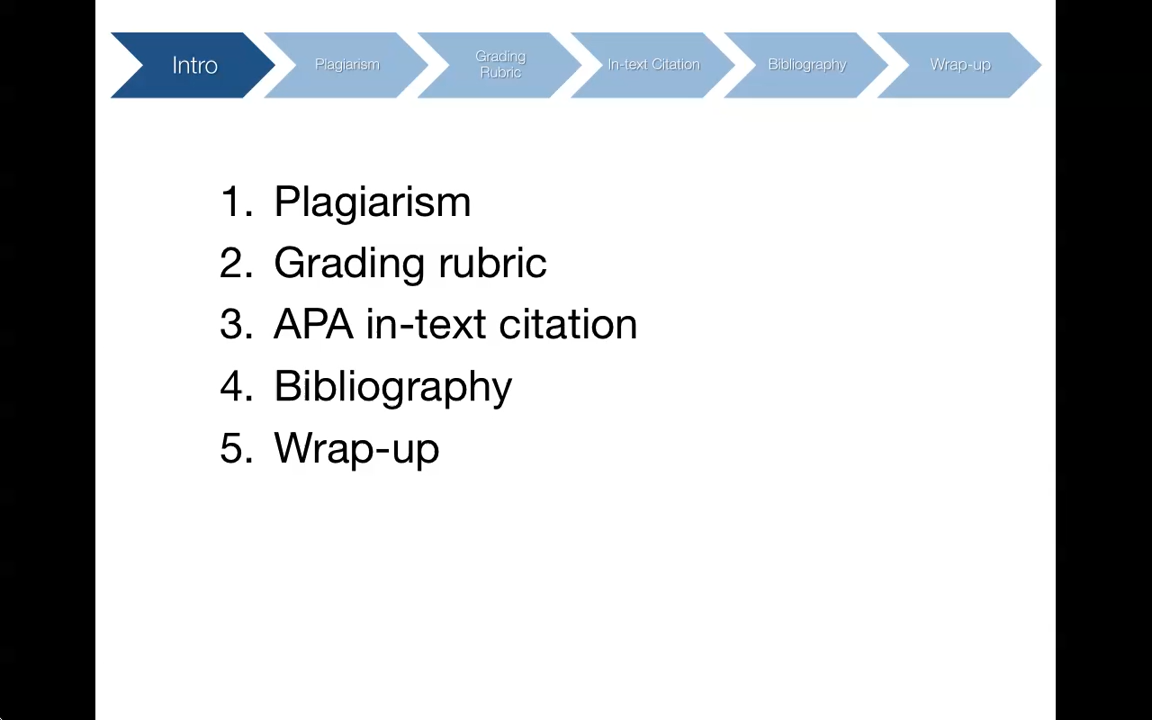 Intro
Plagiarism
Grading
Rubric
In-text Citation
Bibliography
Wrap-up
1. Plagiarism
2. Grading rubric
3. APA in-text citation
4. Bibliography
5. Wrap-up